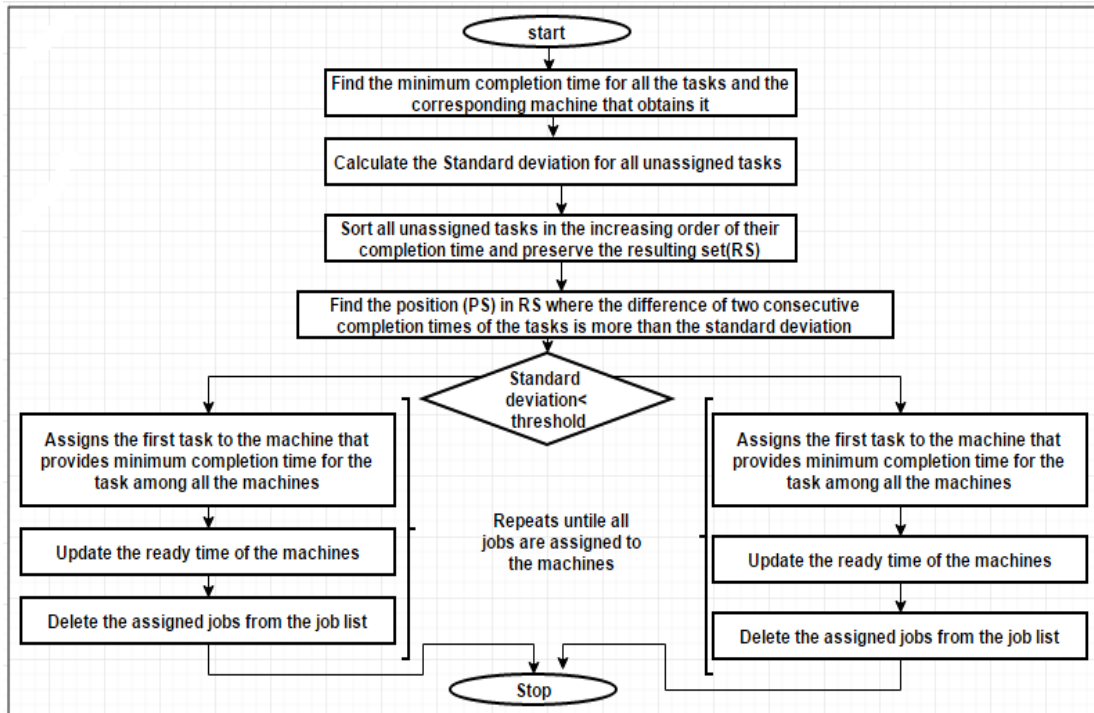 start
Find the minimum completion time for all the tasks and the
corresponding machine that obtains it
Calculate the Standard deviation for all unassigned tasks
Sort all unassigned tasks in the increasing order of their
completion time and preserve the resulting set(RS)
Find the position (PS) in RS where the difference of two consecutive
completion times of the tasks is more than the standard deviation
Standard
deviation<
threshold
Assigns the first task to the machine that
provides minimum completion time for the
task among all the machines
Update the ready time of the machines
Delete the assigned jobs from the job list
Repeats untile all
jobs are assigned to
the machines
Assigns the first task to the machine that
provides minimum completion time for the
task among all the machines
Update the ready time of the machines
Delete the assigned jobs from the job list
Stop